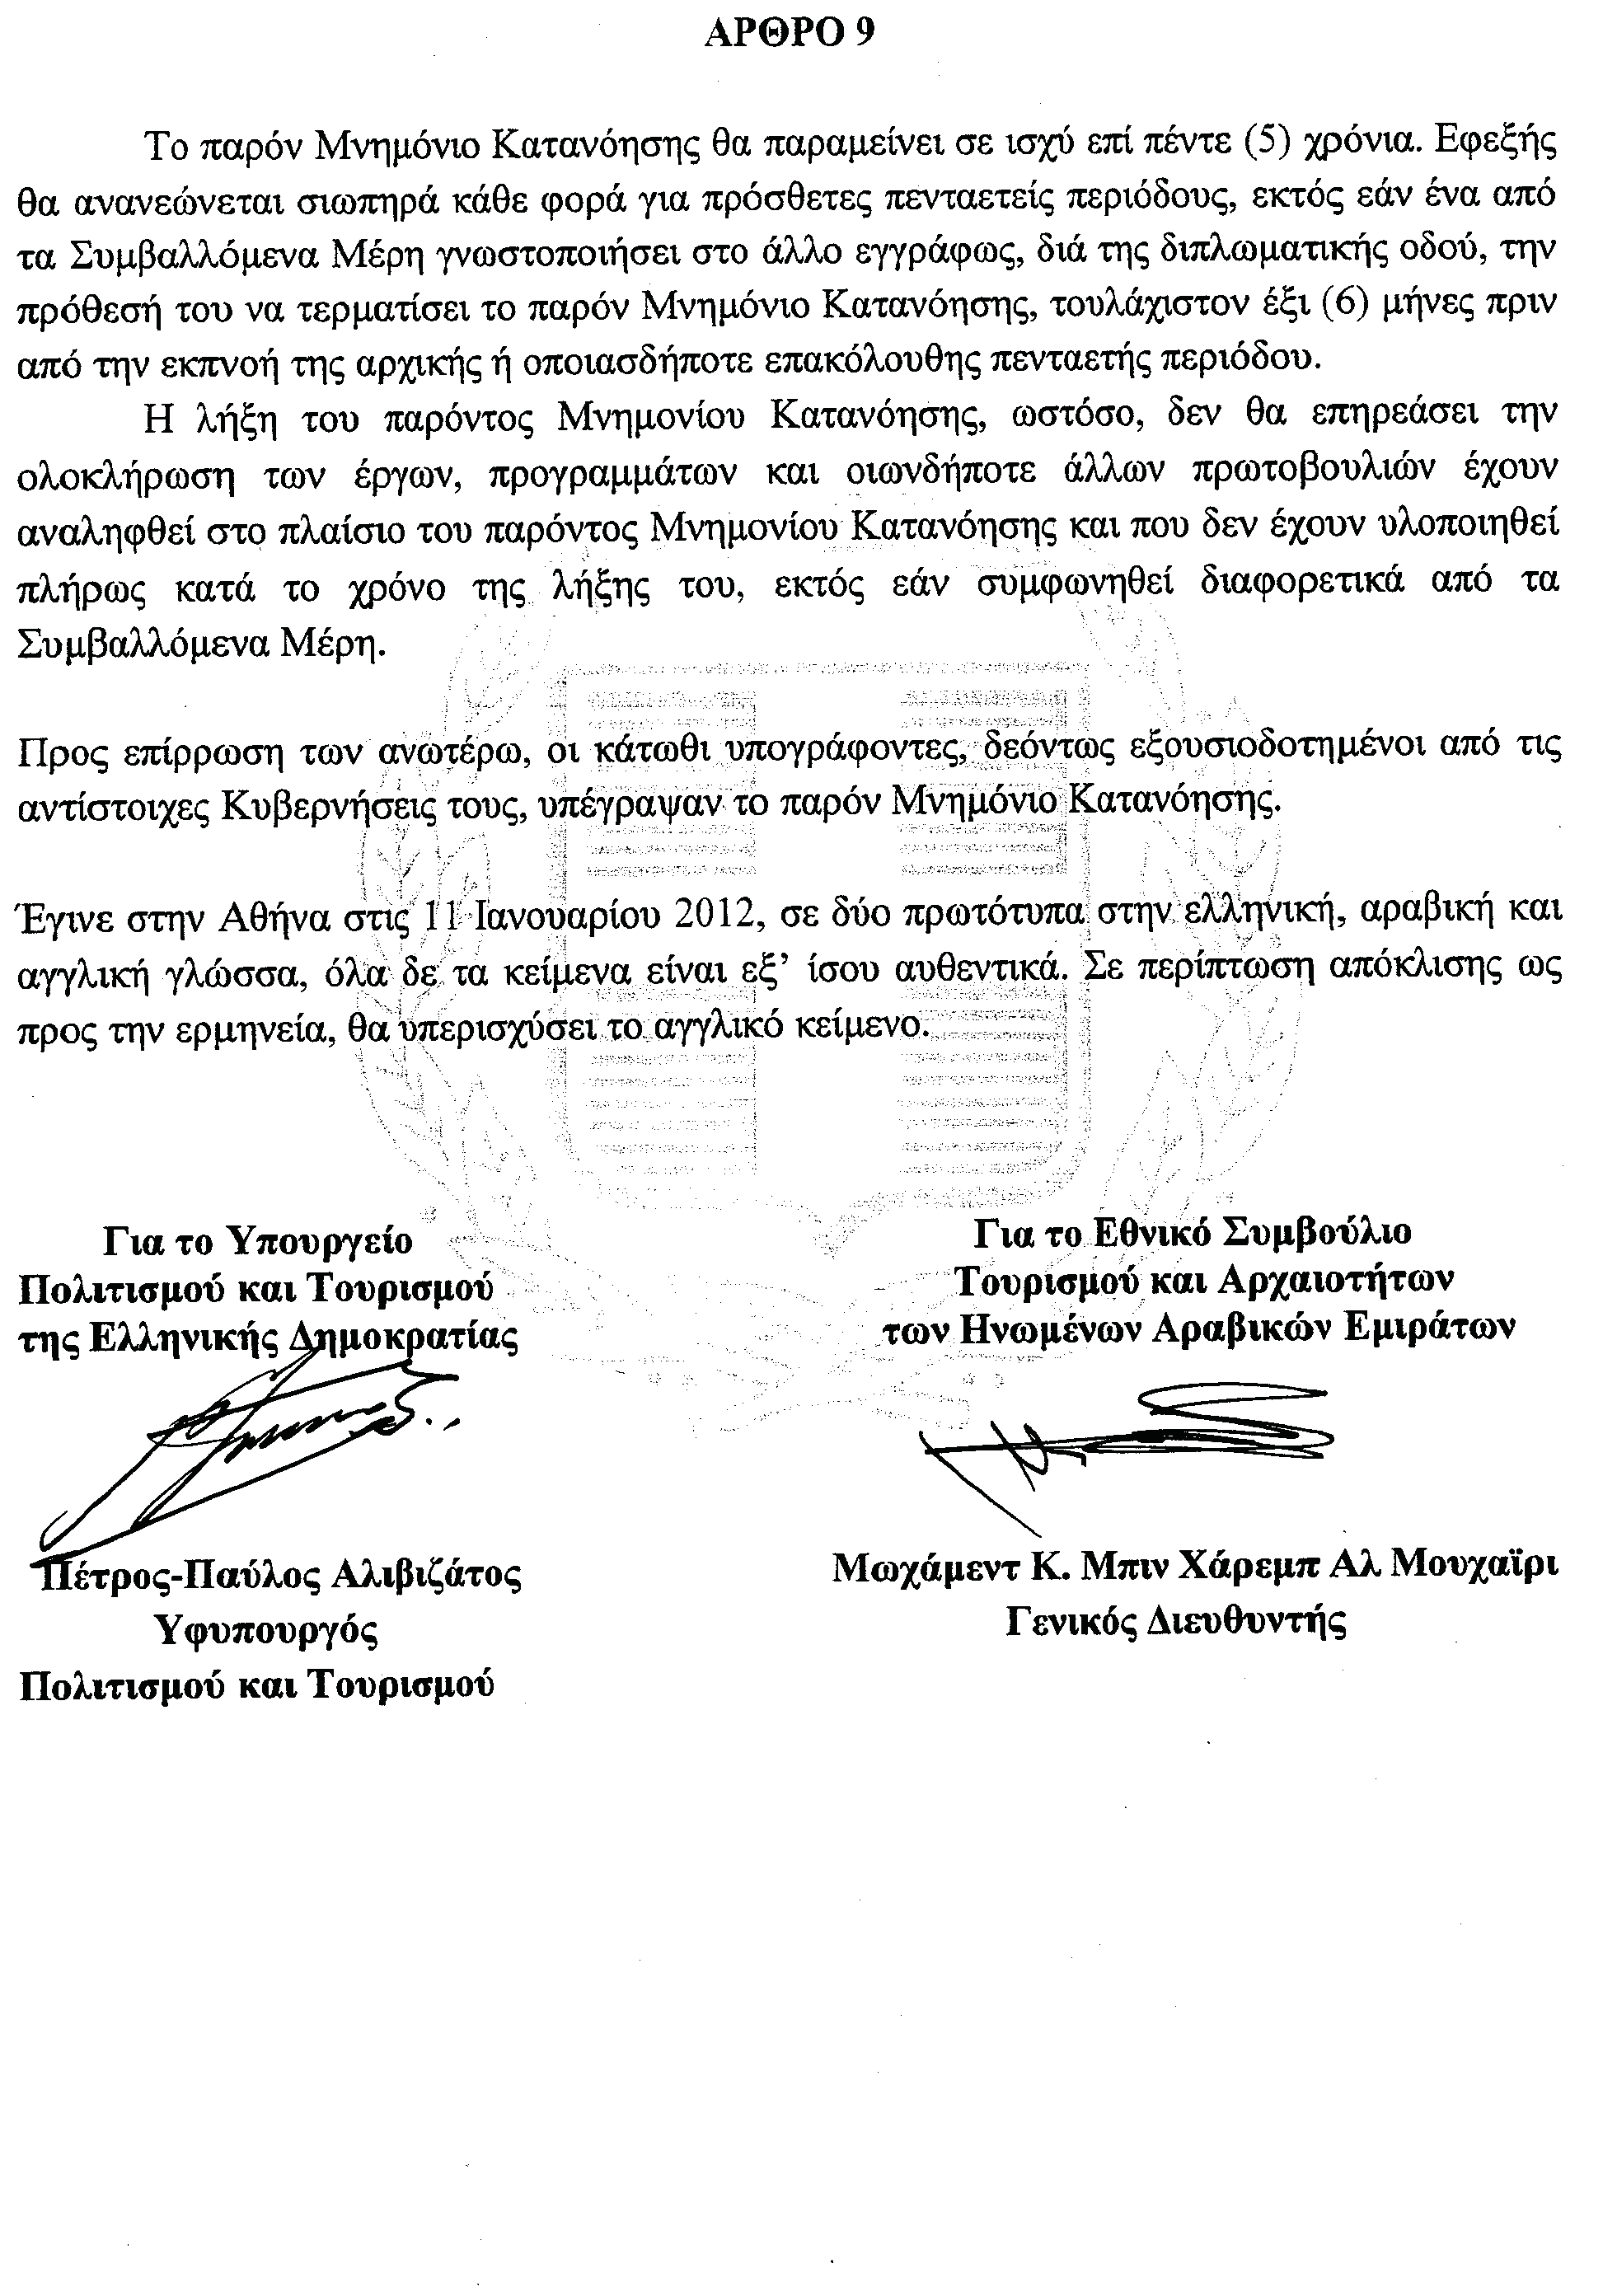 ΑΡΘΡΟ 9
Το παρόν Μνημόνιο Κατανόησης θα παραμείνει σε ισχύ επί πέντε (5) χρόνια. Εφεξής
θα ανανεώνεται σιωπηρά κάθε φορά για πρόσθετες πενταετείς περιόδους, εκτός εάν ένα από
τα Συμβαλλόμενα Μέρη γνωστοποιήσει στο άλλο εγγράφως, διά της διπλωματικής οδού, την
πρόθεσή του να τερματίσει το παρόν Μνημόνιο Κατανόησης, τουλάχιστον έξι (6) μήνες πριν
από την εκπνοή της αρχικής ή οποιασδήποτε επακόλουθης πενταετής περιόδου.
Η λήξη του παρόντος Μνημονίου Κατανόησης, ωστόσο, δεν θα επηρεάσει την
ολοκλήρωση των έργων, προγραμμάτων και οιωνδήποτε άλλων πρωτοβουλιών έχουν
αναληφθεί στο πλαίσιο του παρόντος Μνημονίου Κατανόησης και που δεν έχουν υλοποιηθεί
πλήρως κατά το χρόνο της λήξης του, εκτός εάν συμφωνηθεί διαφορετικά από τα
Συμβαλλόμενα Μέρη.
Προς επίρρωση των ανωτέρω, οι κάτωθι υπογράφοντες, δεόντως εξουσιοδοτημένοι από τις
αντίστοιχες Κυβερνήσεις τους, υπέγραψαν το παρόν Μνημόνιο Κατανόησης.
Έγινε στην Αθήνα στις 11 Ιανουαρίου 2012, σε δύο πρωτότυπα στην ελληνική, αραβική και
αγγλική γλώσσα, όλα δε τα κείμενα είναι εξ’ ίσου αυθεντικά. Σε περίπτωση απόκλισης ως
προς την ερμηνεία, θα υπερισχύσει το αγγλικό κείμενο.
Για το Υπουργείο
Πολιτισμού και Τουρισμού
της Ελληνικής Δημοκρατίας
Πέτρος-Παύλος Αλιβιζάτος
Υφυπουργός
Πολιτισμού και Τουρισμού
Για το Εθνικό Συμβούλιο
Τουρισμού και Αρχαιοτήτων
των Ηνωμένων Αραβικών Εμιράτων
Μωχάμεντ Κ. Μπιν Χάρεμπ Αλ Μουχαϊρι
Γενικός Διευθυντής